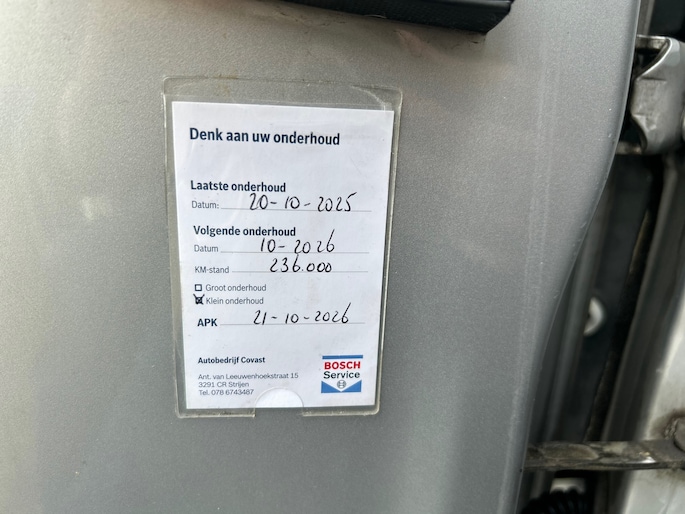 Denk aan uw onderhoud
Laatste onderhoud
Datum: 20-10-2025
Volgende onderhoud
Datum 10-2026
KM-stand 236.000
Groot onderhoud
Klein onderhoud
APK 21-10-2026
Autobedrijf Covast
Ant. van Leeuwenhoekstraat 15
3291 CR Strijen
Tel. 078 6743487
BOSCH
Service